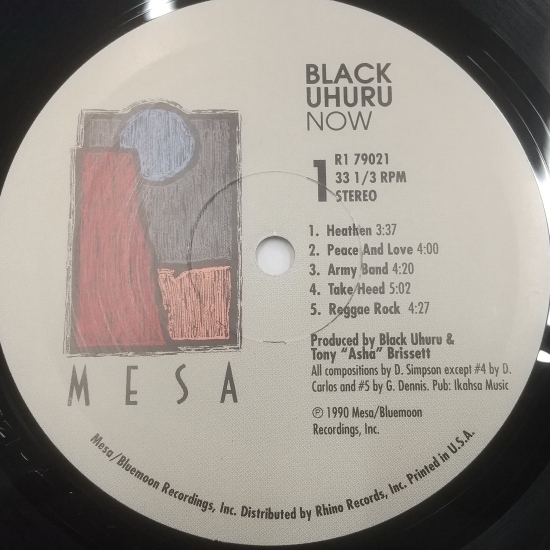 BLACK
UHURU
NOW
1
R1 79021
33 1/3 RPM
STEREO
1. Heathen 3:37
2. Peace And Love 4:00
3. Army Band 4:20
4. Take Heed 5:02
5. Reggae Rock 4:27
Produced by Black Uhuru &
Tony "Asha" Brissett
All compositions by D. Simpson except #4 by D.
Carlos and #5 by G. Dennis. Pub: Ikahsa Music
℗ 1990 Mesa/Bluemoon
Recordings, Inc.
MESA
Mesa/Bluemoon Recordings, Inc. Distributed by Rhino Records, Inc. Printed in U.S.A.